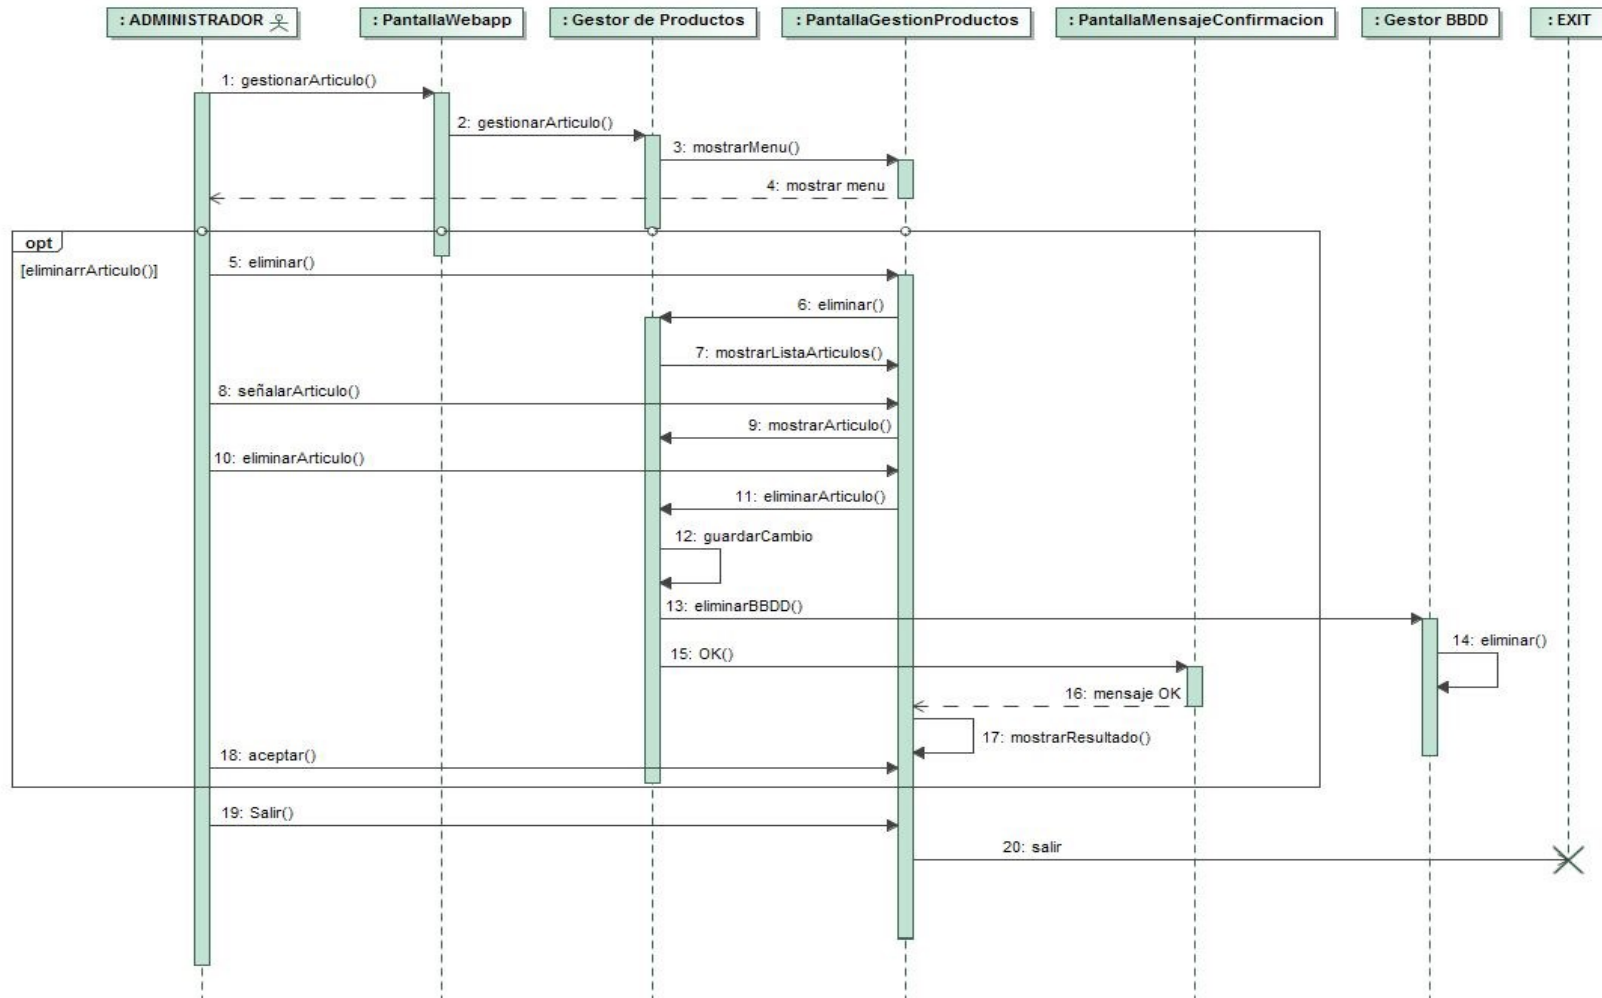 : ADMINISTRADOR
: PantallaWebapp
: Gestor de Productos
: PantallaGestionProductos
: PantallaMensajeConfirmacion
: Gestor BBDD
: EXIT
1: gestionarArticulo()
2: gestionarArticulo()
3: mostrarMenu()
4: mostrar menu
opt
[eliminarrArticulo()]
5: eliminar()
6: eliminar()
7: mostrarListaArticulos()
8: señalarArticulo()
9: mostrarArticulo()
10: eliminarArticulo()
11: eliminarArticulo()
12: guardarCambio
13: eliminarBBDD()
14: eliminar()
15: OK()
16: mensaje OK
17: mostrarResultado()
18: aceptar()
19: Salir()
20: salir